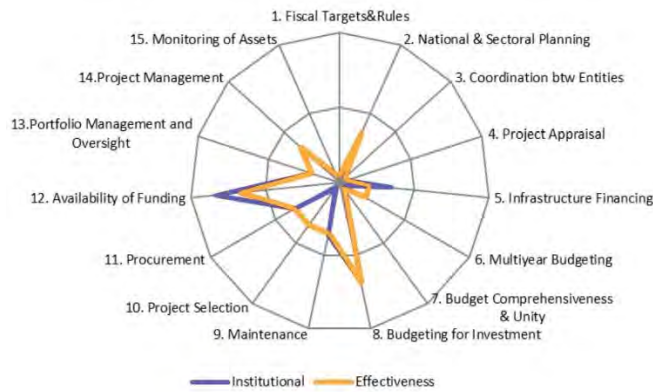 1. Fiscal Targets&Rules
2. National & Sectoral Planning
3. Coordination btw Entities
4. Project Appraisal
5. Infrastructure Financing
6. Multiyear Budgeting
7. Budget Comprehensiveness
& Unity
8. Budgeting for Investment
9. Maintenance
10. Project Selection
11. Procurement
12. Availability of Funding
13.Portfolio Management and
Oversight
14.Project Management
15. Monitoring of Assets
Institutional
Effectiveness